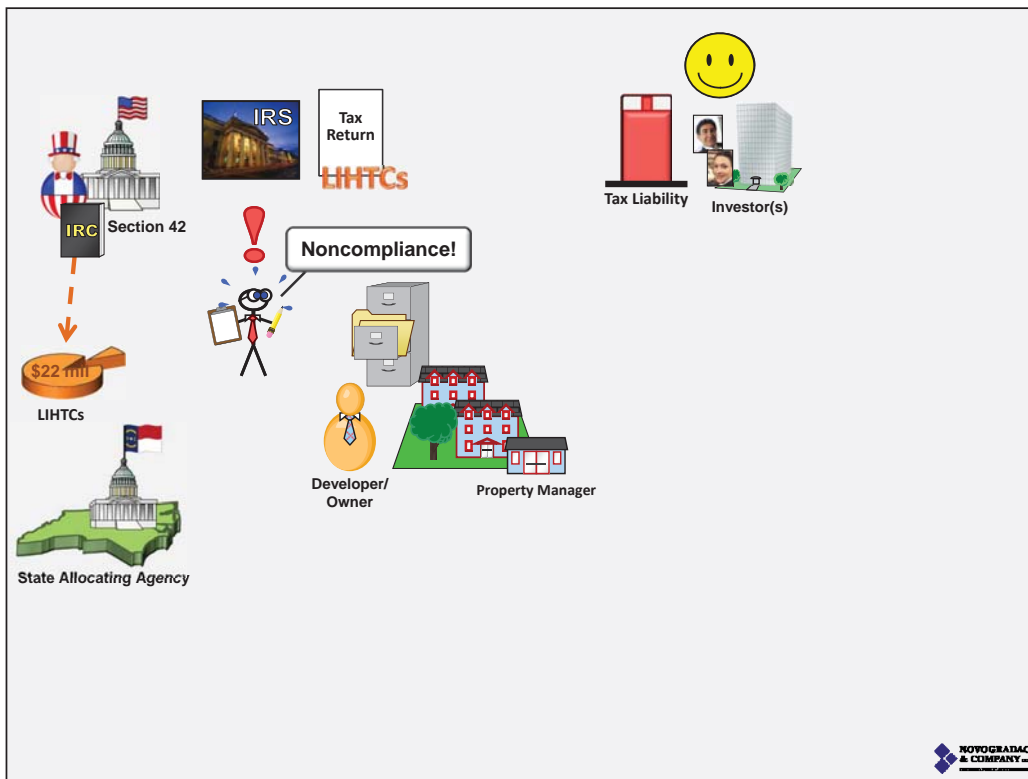 IRS
Tax
Return
LIHTCs
Tax Liability
Investor(s)
IRC
Section 42
Noncompliance!
$22 mil
LIHTCs
Developer/
Owner
Property Manager
State Allocating Agency
NOVOGRADAC
& COMPANY